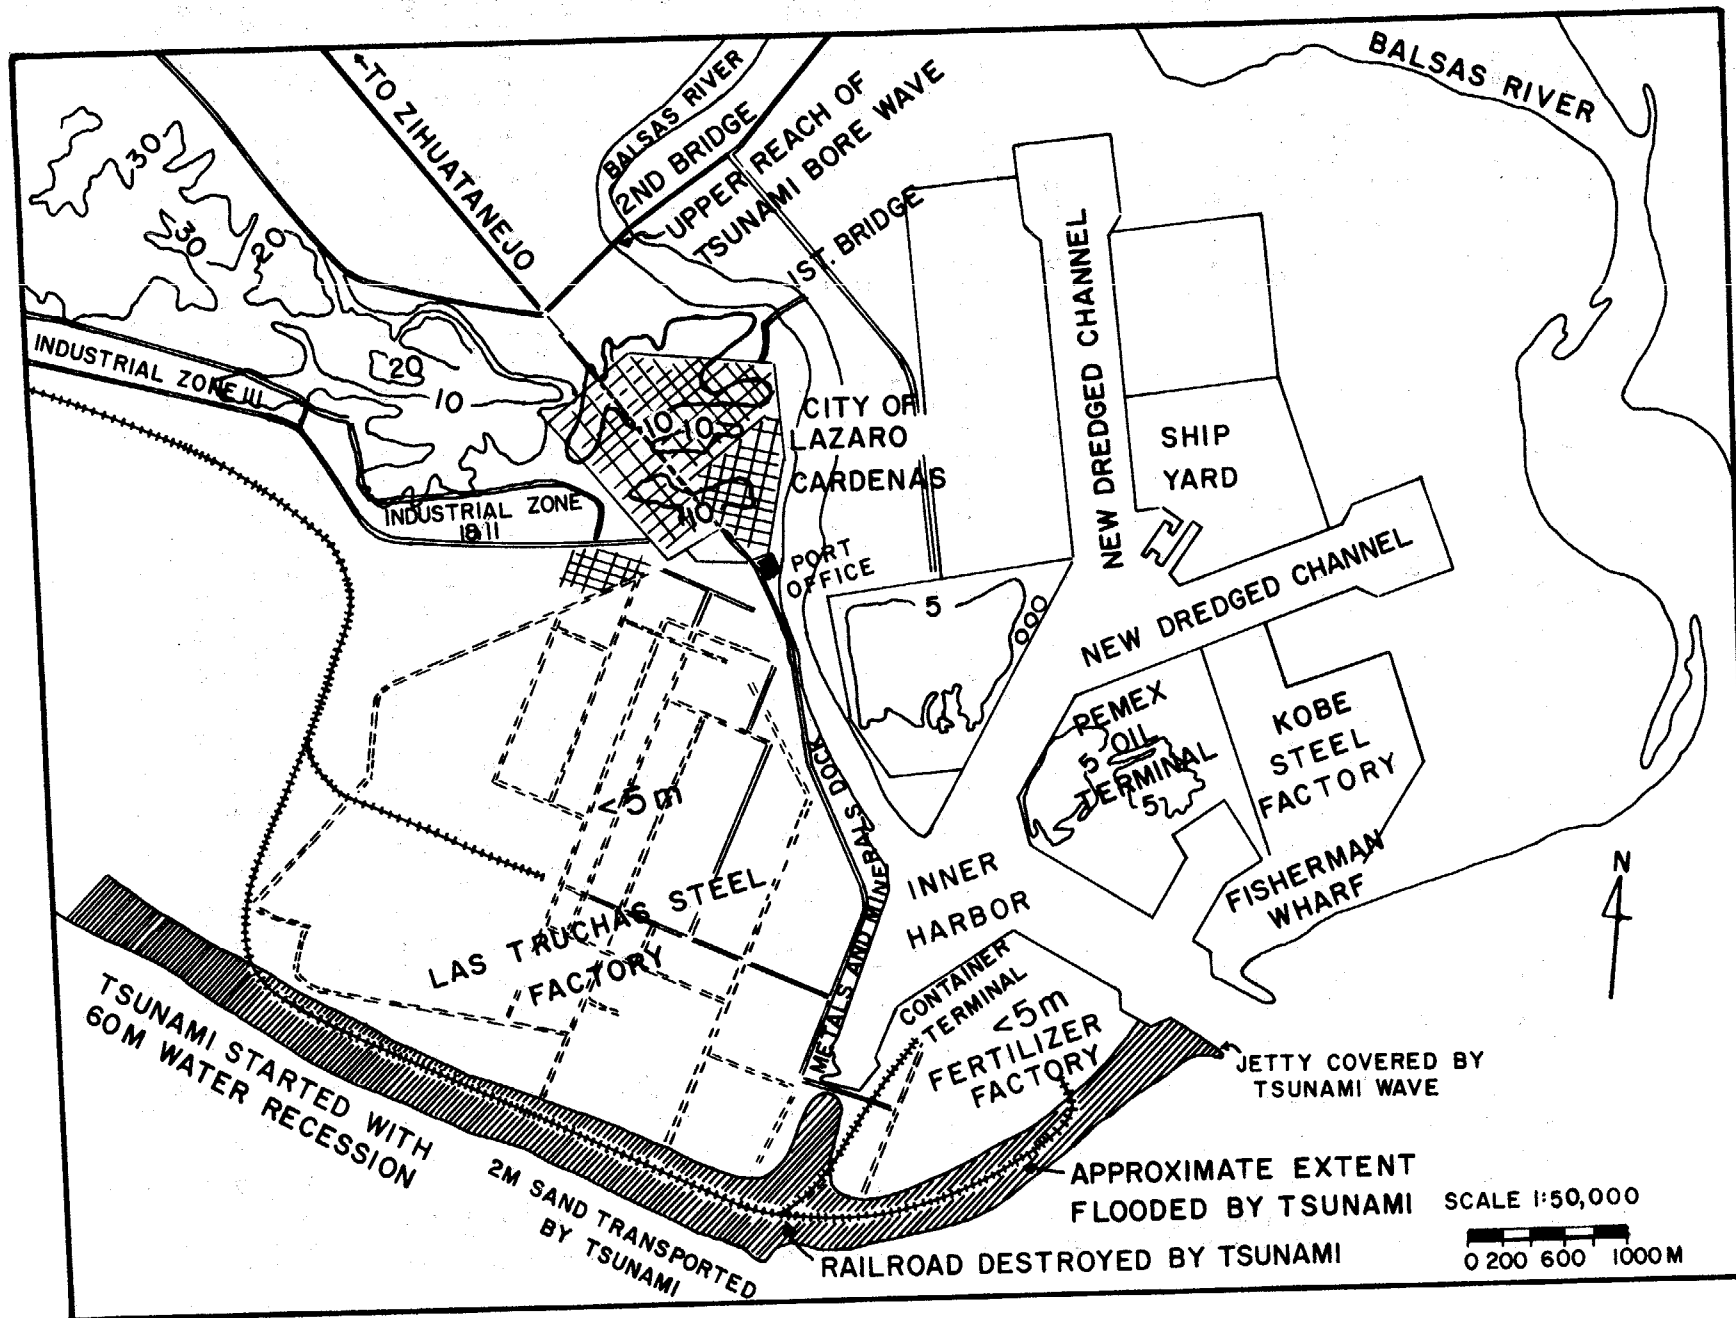 BALSAS RIVER
←TO ZIHUATANEJO
BALSAS RIVER
2ND BRIDGE
UPPER REACH OF
TSUNAMI BORE WAVE
1ST. BRIDGE
30
30
20
20
10
INDUSTRIAL ZONE III
INDUSTRIAL ZONE
1811
10
10
10
CITY OF
LAZARO
CARDENAS
PORT
OFFICE
NEW DREDGED CHANNEL
SHIP
YARD
NEW DREDGED CHANNEL
5
000
PEMEX
OIL
TERMINAL
5
5
KOBE
STEEL
FACTORY
FISHERMAN
WHARF
N
<5m
LAS TRUCHAS STEEL
FACTORY
METALS AND MINERALS DOCK
INNER
HARBOR
CONTAINER
TERMINAL
<5m
FERTILIZER
FACTORY
JETTY COVERED BY
TSUNAMI WAVE
TSUNAMI STARTED WITH
60M WATER RECESSION
2M SAND TRANSPORTED
BY TSUNAMI
APPROXIMATE EXTENT
FLOODED BY TSUNAMI
RAILROAD DESTROYED BY TSUNAMI
SCALE 1:50,000
0 200 600 1000 M